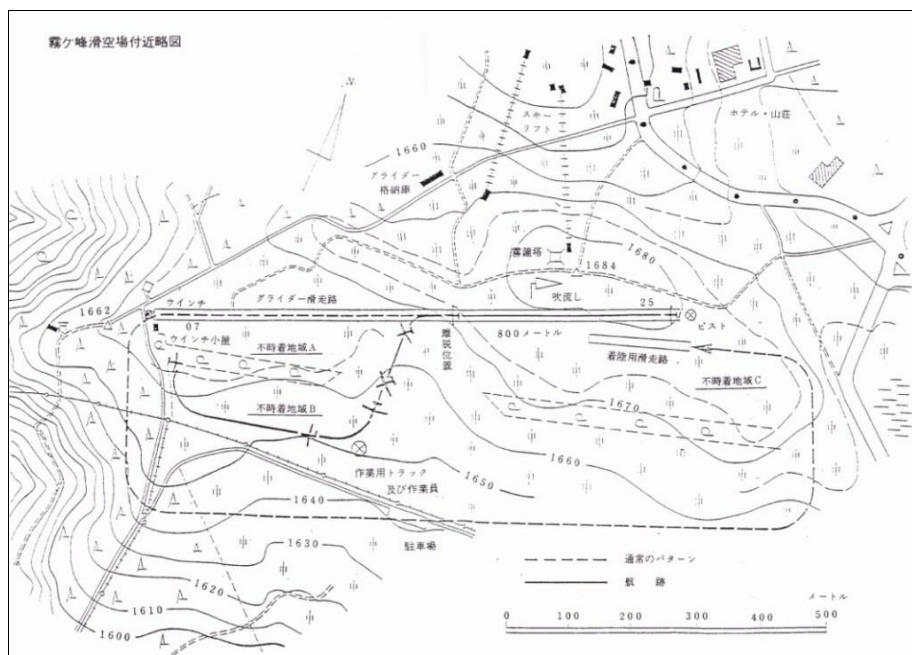 霧ケ峰滑空場付近略図
N
スキー
リフト
ホテル・山荘
1660
グライダー
格納庫
霧鐘塔
1680
1684
吹流し
25
1662
ウインチ
グライダー滑走路
07
ウインチ小屋
800メートル
ピスト
離脱位置
不時着地域A
着陸用滑走路
不時着地域C
不時着地域B
1670
作業用トラック
及び作業員
1660
1650
1640
駐車場
1630
1620
1610
1600
通常のパターン
航跡
メートル
0 100 200 300 400 500